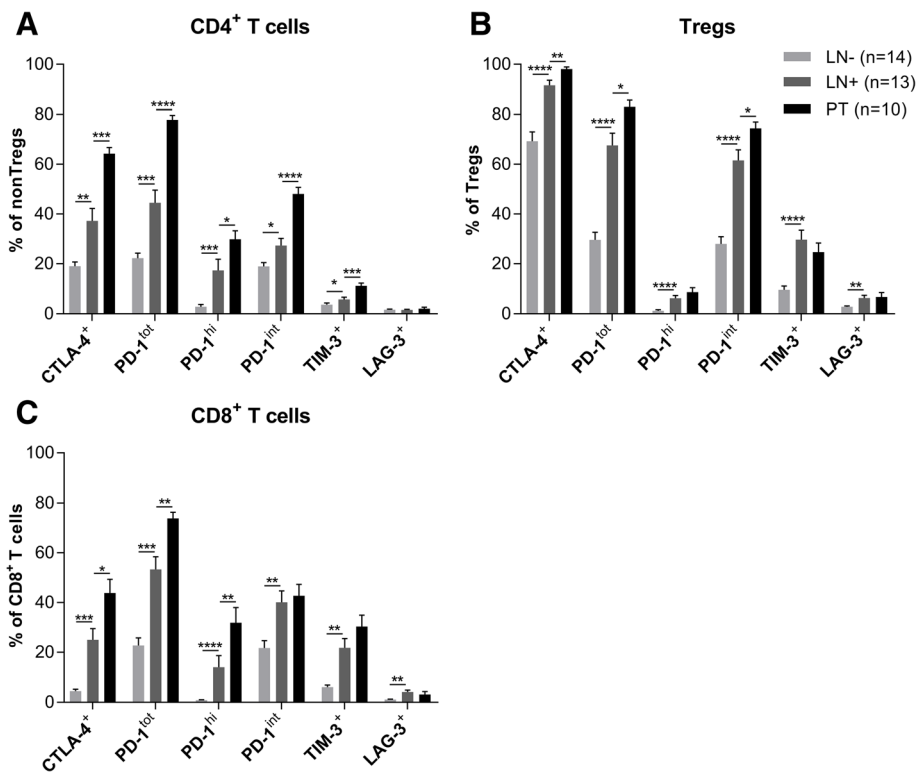 A
CD4⁺ T cells
% of nonTregs
100
80
60
40
20
0
** *** *** **** *** * * **** * ***
CTLA-4⁺ PD-1ᵗᵒᵗ PD-1ʰⁱ PD-1ⁱⁿᵗ TIM-3⁺ LAG-3⁺
B
Tregs
% of Tregs
100
80
60
40
20
0
**** ** **** * **** **** * **** **
CTLA-4⁺ PD-1ᵗᵒᵗ PD-1ʰⁱ PD-1ⁱⁿᵗ TIM-3⁺ LAG-3⁺
LN- (n=14)
LN+ (n=13)
PT (n=10)
C
CD8⁺ T cells
% of CD8⁺ T cells
100
80
60
40
20
0
*** * *** ** **** ** ** ** **
CTLA-4⁺ PD-1ᵗᵒᵗ PD-1ʰⁱ PD-1ⁱⁿᵗ TIM-3⁺ LAG-3⁺